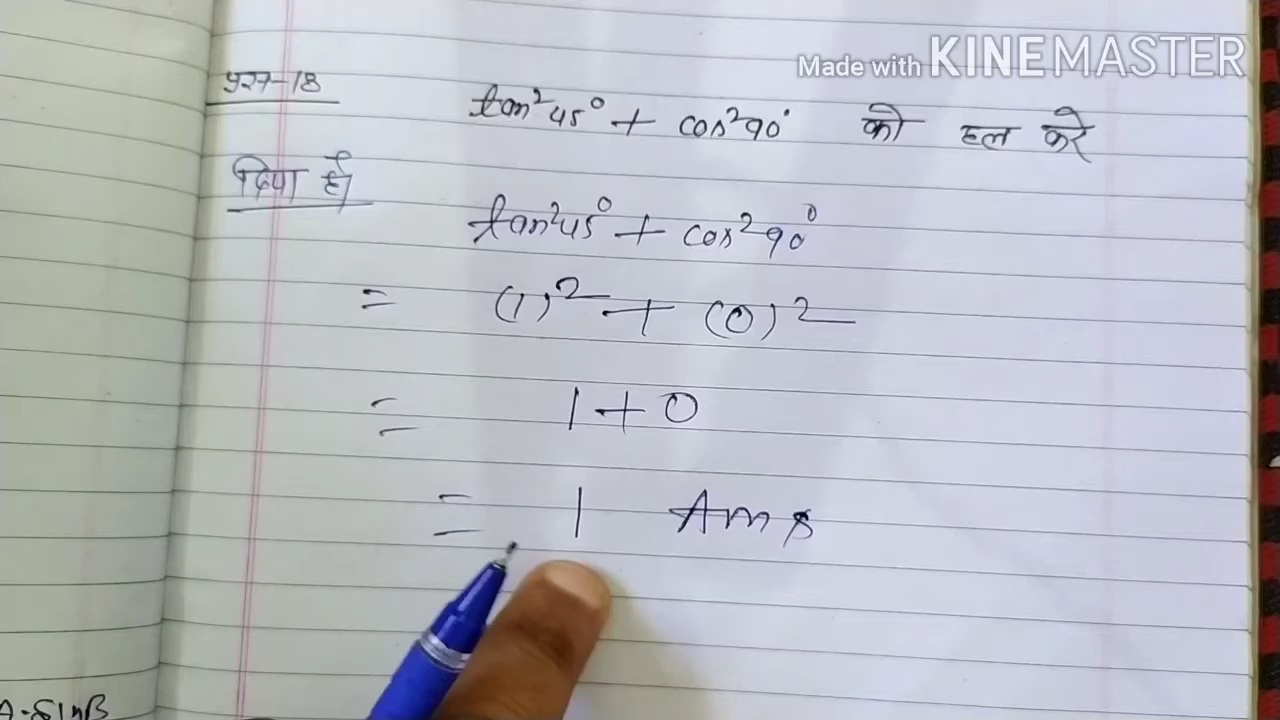 Made with KINEMASTER
प्रश्न-18
tan²45° + cos²90° को हल करे
दिया है।
tan²45° + cos²90°
= (1)² + (0)²
= 1 + 0
= 1 Ans